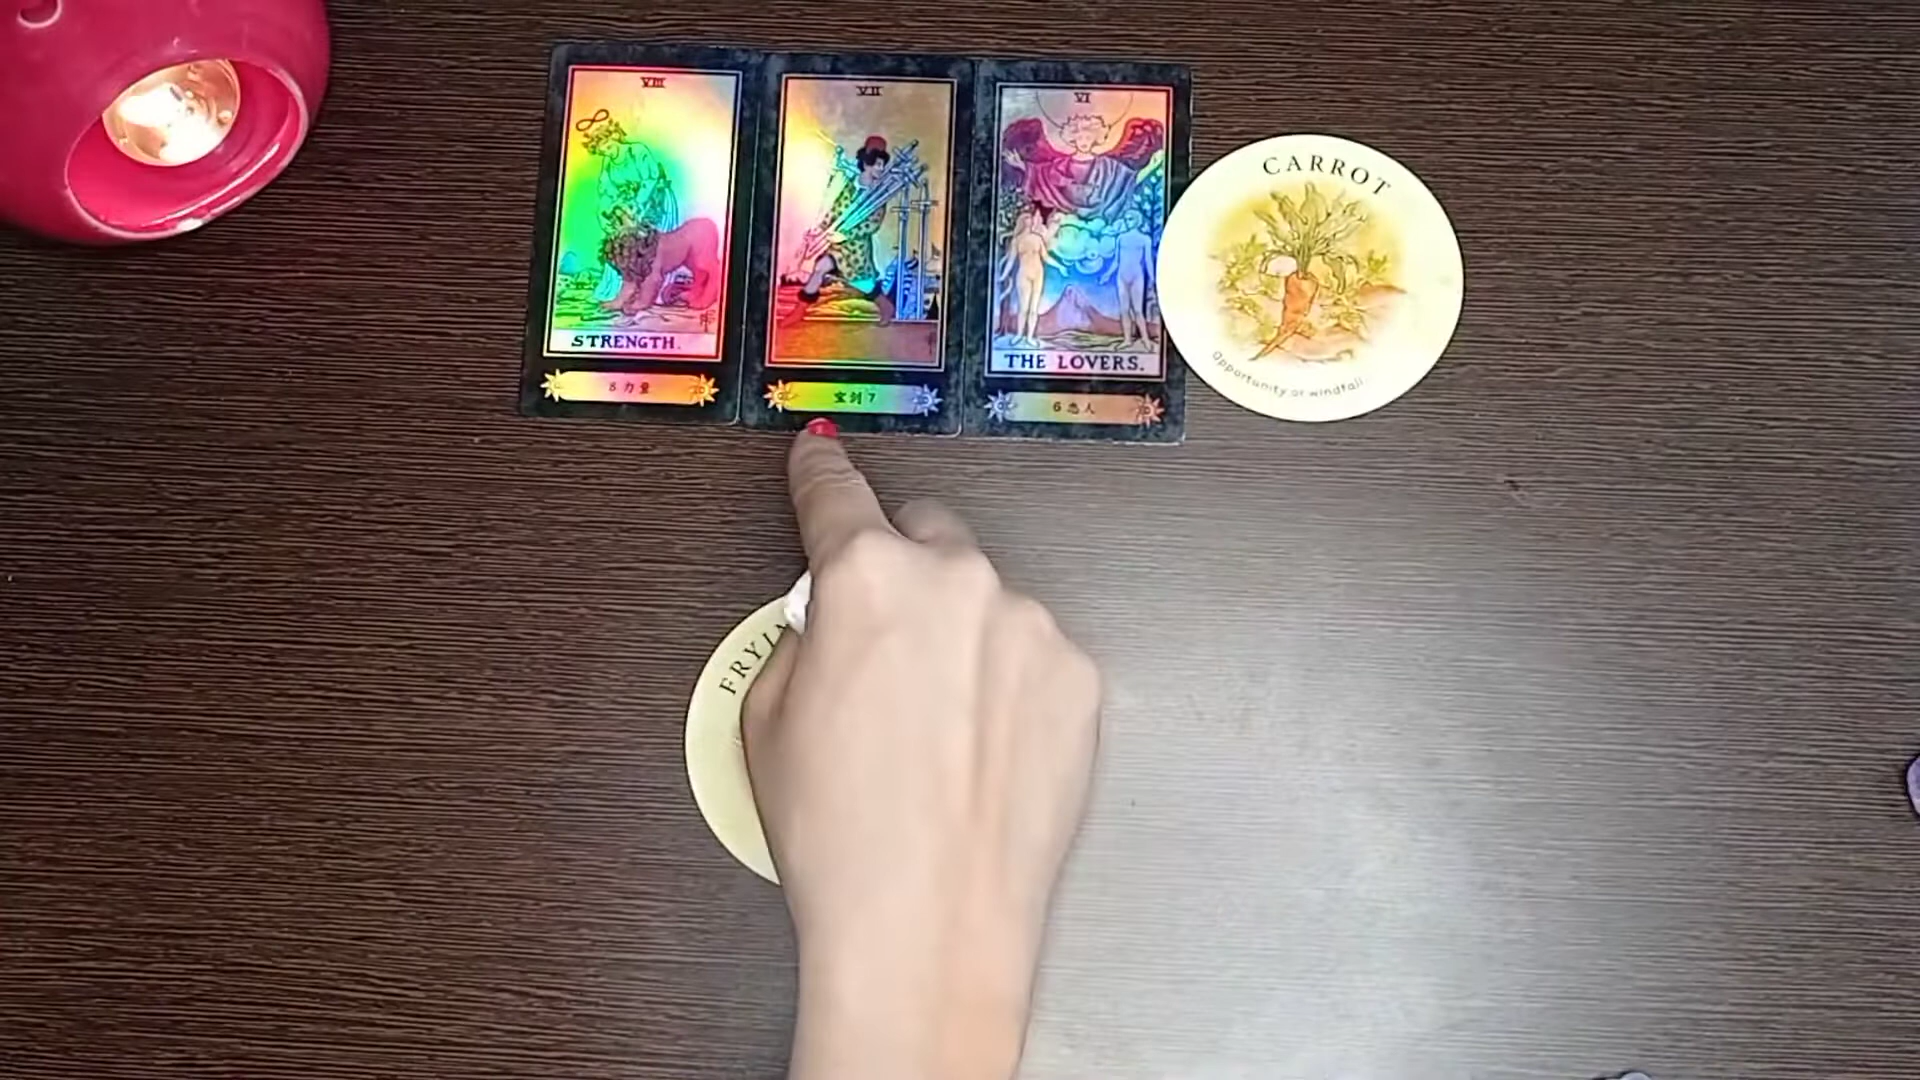 VIII
STRENGTH.
8 力量
VII
宝剑 7
VI
THE LOVERS.
6 恋人
CARROT
Opportunity or windfall.
FRYIN